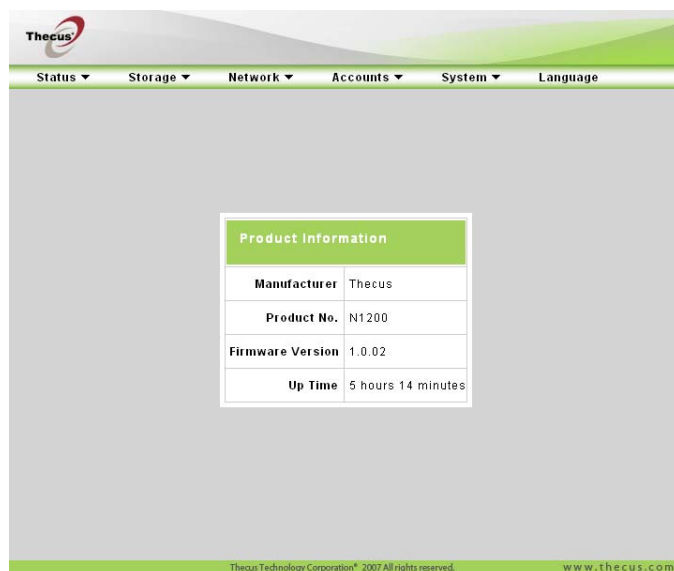 Thecus
Status ▼ Storage ▼ Network ▼ Accounts ▼ System ▼ Language
Product Information
Manufacturer Thecus
Product No. N1200
Firmware Version 1.0.02
Up Time 5 hours 14 minutes
Thecus Technology Corporation® 2007 All rights reserved. www.thecus.com